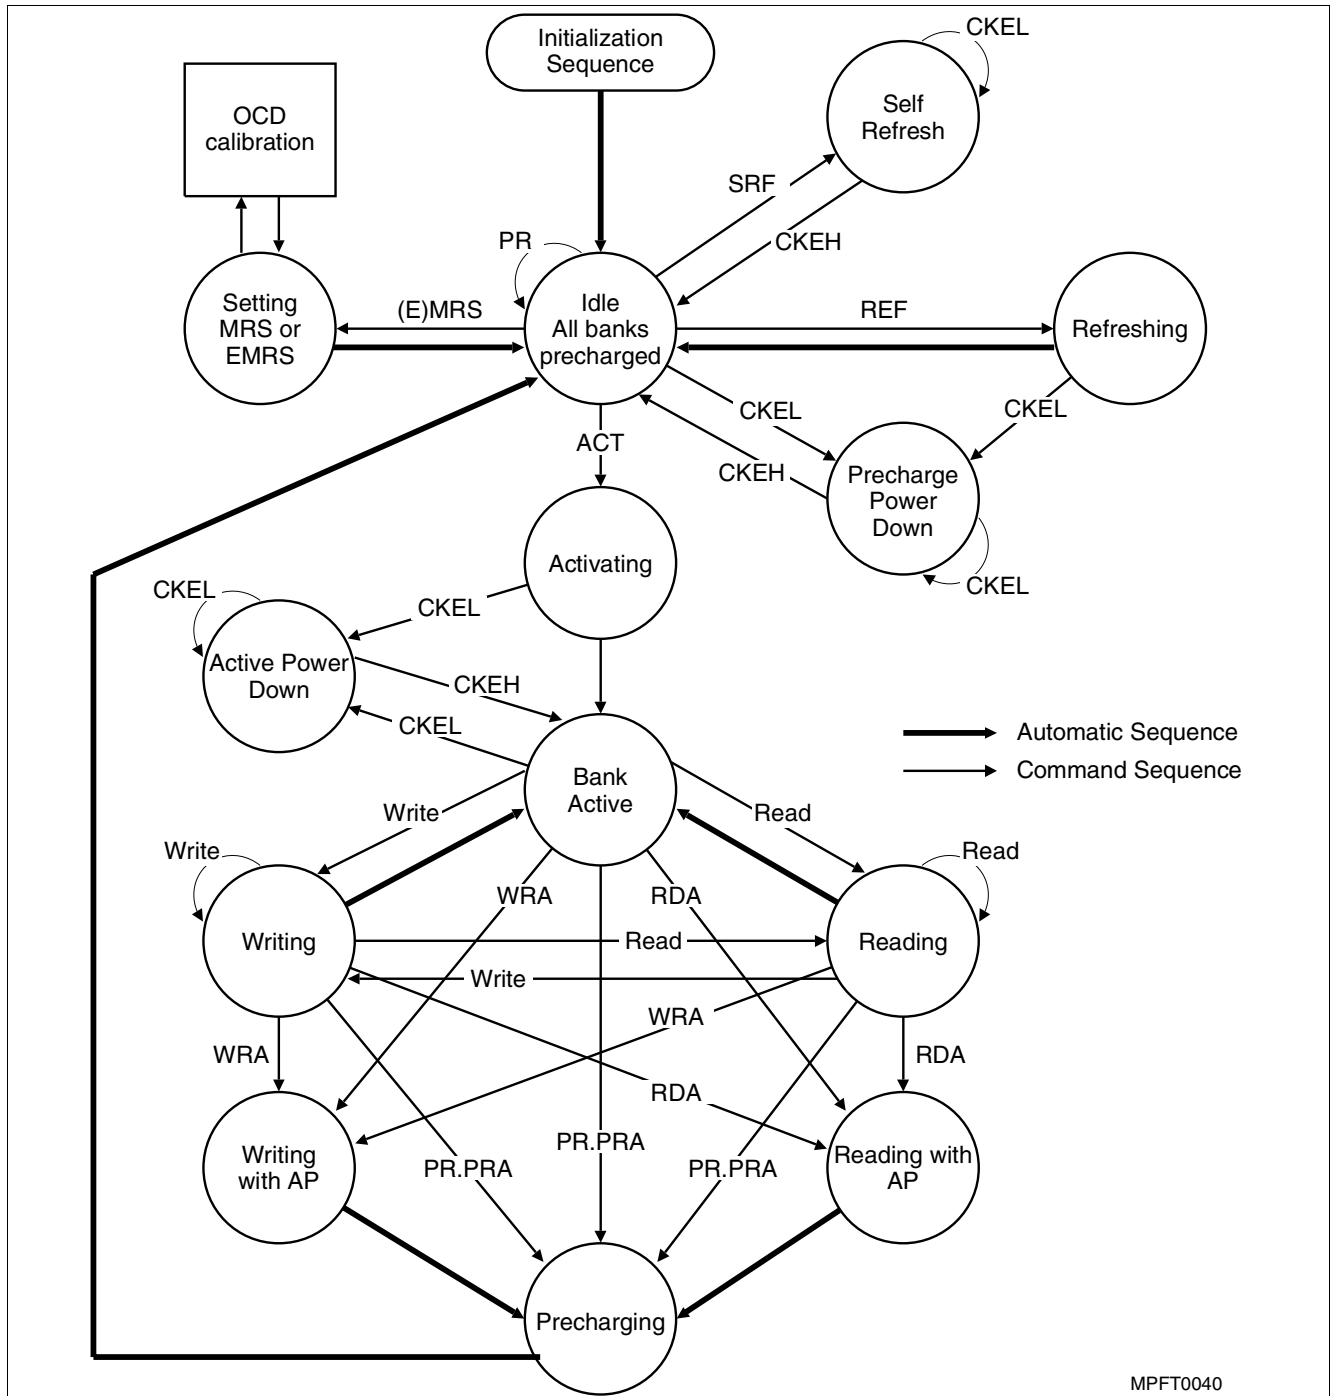 Initialization
Sequence
CKEL
OCD
calibration
Self
Refresh
SRF
CKEH
PR
Setting
MRS or
EMRS
(E)MRS
Idle
All banks
precharged
REF
Refreshing
CKEL
CKEL
ACT
CKEH
Precharge
Power
Down
CKEL
Activating
CKEL
CKEL
Active Power
Down
CKEH
CKEL
Automatic Sequence
Command Sequence
Bank
Active
Write
Read
Write
Read
WRA
RDA
Writing
Read
Reading
Write
WRA
WRA
RDA
RDA
Writing
with AP
PR.PRA
PR.PRA
PR.PRA
Reading with
AP
Precharging
MPFT0040